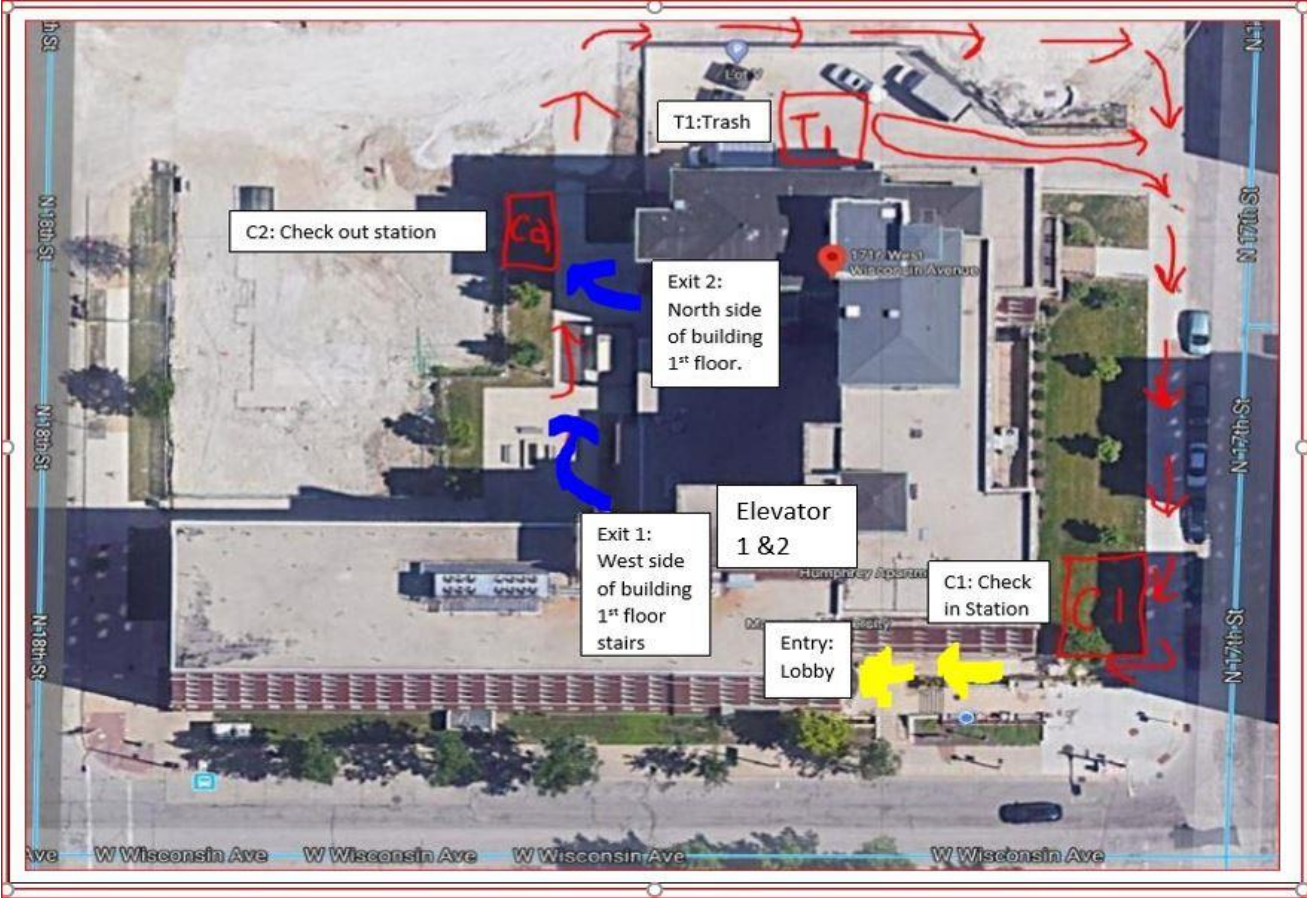 Lot Y
T1:Trash
T1
N 18th St
C2: Check out station
C2
N 17th St
1716 West
Wisconsin Avenue
Exit 2:
North side
of building
1st floor.
N 18th St
N 17th St
Exit 1:
West side
of building
1st floor
stairs
Elevator
1 &2
Humphrey Apartm
C1: Check
in Station
C1
Entry:
Lobby
N 18th St
N 17th St
Ave
W Wisconsin Ave
W Wisconsin Ave
W Wisconsin Ave
W Wisconsin Ave